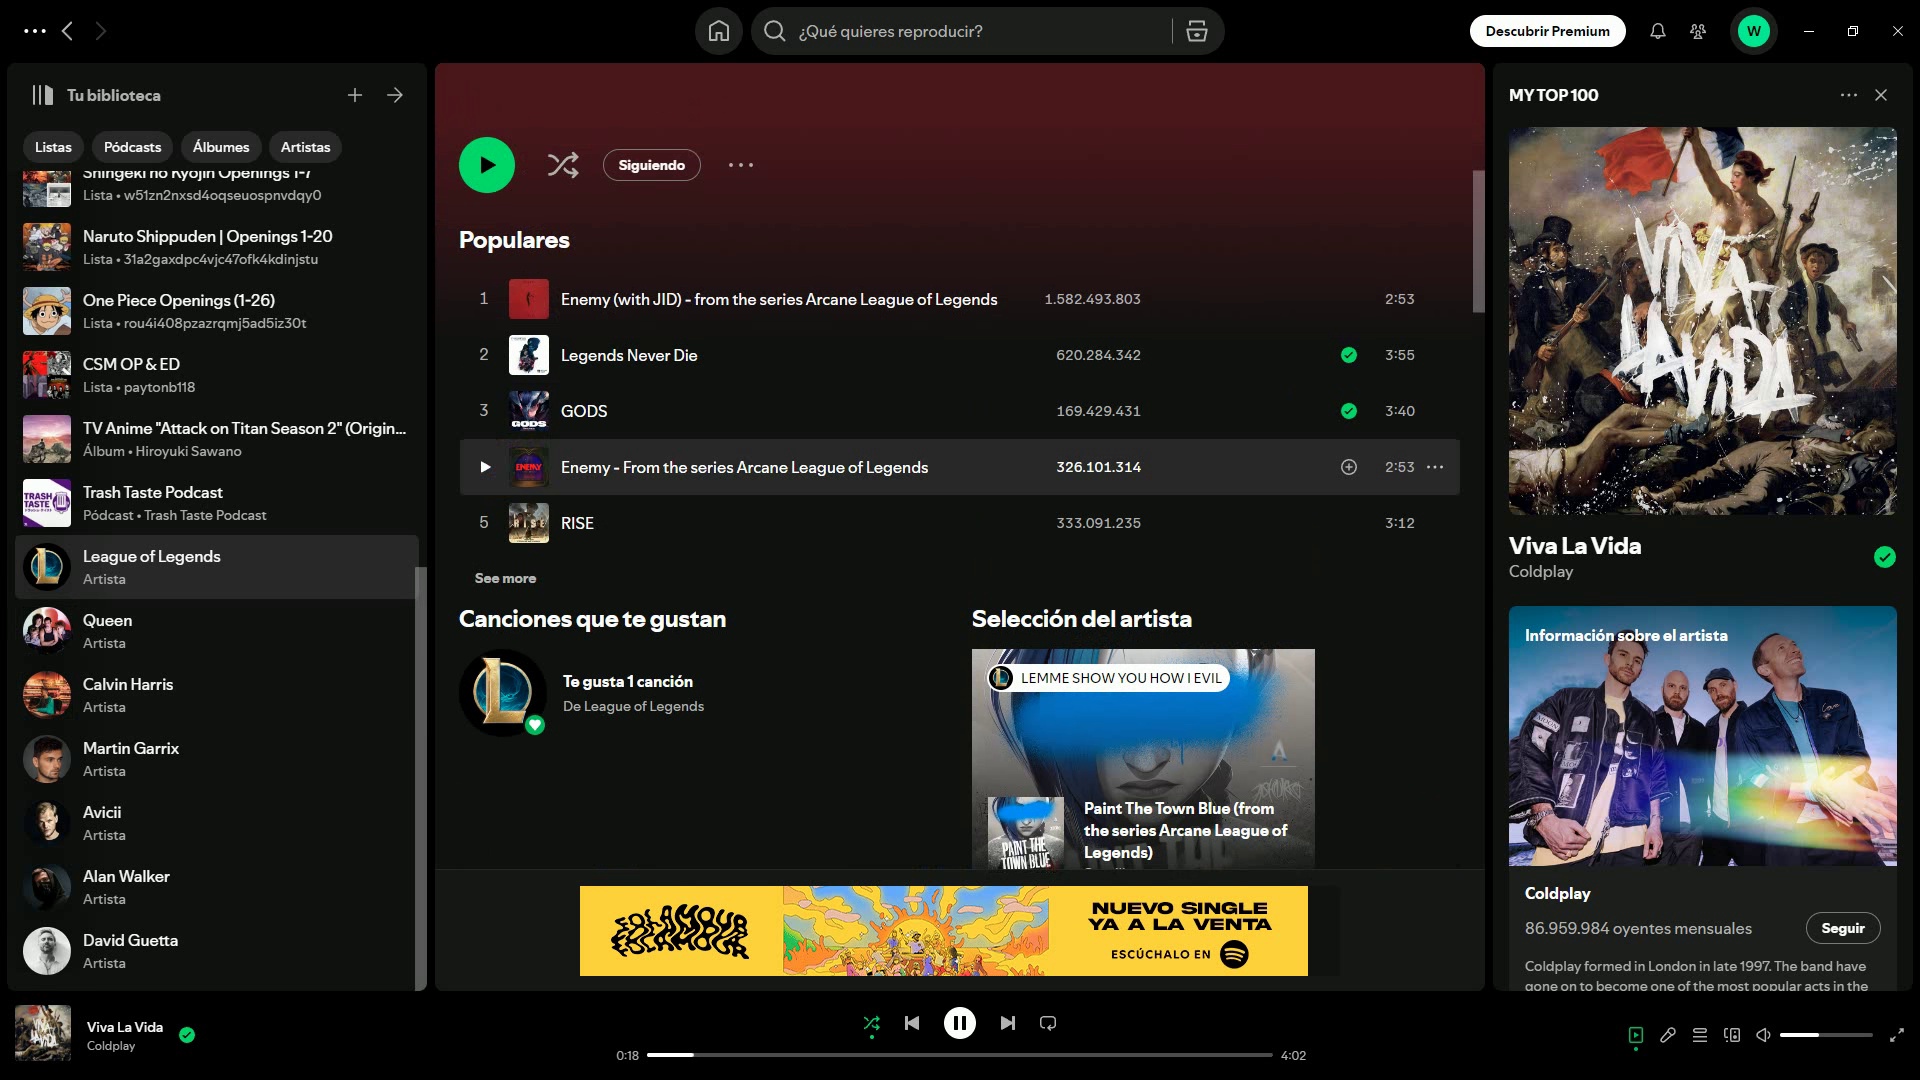 ¿Qué quieres reproducir?
Descubrir Premium
W
Tu biblioteca
Listas
Pódcasts
Álbumes
Artistas
Shingeki no Kyojin Openings 1-7
Lista • w51zn2nxsd4oqseuospnvdqy0
Naruto Shippuden | Openings 1-20
Lista • 31a2gaxdpc4vjc47ofk4kdinjstu
One Piece Openings (1-26)
Lista • rou4i408pzazrqmj5ad5iz30t
CSM OP & ED
Lista • paytonb118
TV Anime "Attack on Titan Season 2" (Origin...
Álbum • Hiroyuki Sawano
TRASH TASTE
Trash Taste Podcast
Pódcast • Trash Taste Podcast
League of Legends
Artista
Queen
Artista
Calvin Harris
Artista
Martin Garrix
Artista
Avicii
Artista
Alan Walker
Artista
David Guetta
Artista
Siguiendo
Populares
1 Enemy (with JID) - from the series Arcane League of Legends 1.582.493.803 2:53
2 Legends Never Die 620.284.342 3:55
3 GODS 169.429.431 3:40
Enemy - From the series Arcane League of Legends 326.101.314 2:53
5 RISE 333.091.235 3:12
See more
Canciones que te gustan
Te gusta 1 canción
De League of Legends
Selección del artista
LEMME SHOW YOU HOW I EVIL
PAINT THE
TOWN BLUE
Paint The Town Blue (from
the series Arcane League of
Legends)
NUEVO SINGLE
YA A LA VENTA
ESCÚCHALO EN
MY TOP 100
VIVA
LA VIDA
Viva La Vida
Coldplay
Información sobre el artista
Coldplay
86.959.984 oyentes mensuales
Seguir
Coldplay formed in London in late 1997. The band have
gone on to become one of the most popular acts in the
Viva La Vida
Coldplay
0:18
4:02